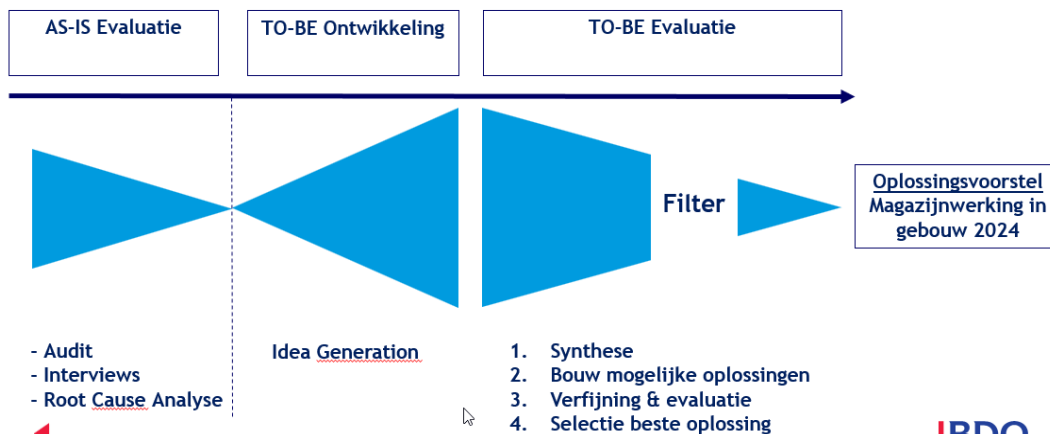 AS-IS Evaluatie
TO-BE Ontwikkeling
TO-BE Evaluatie
Filter
Oplossingsvoorstel
Magazijnwerking in
gebouw 2024
- Audit
- Interviews
- Root Cause Analyse
Idea Generation
1. Synthese
2. Bouw mogelijke oplossingen
3. Verfijning & evaluatie
4. Selectie beste oplossing
BDO